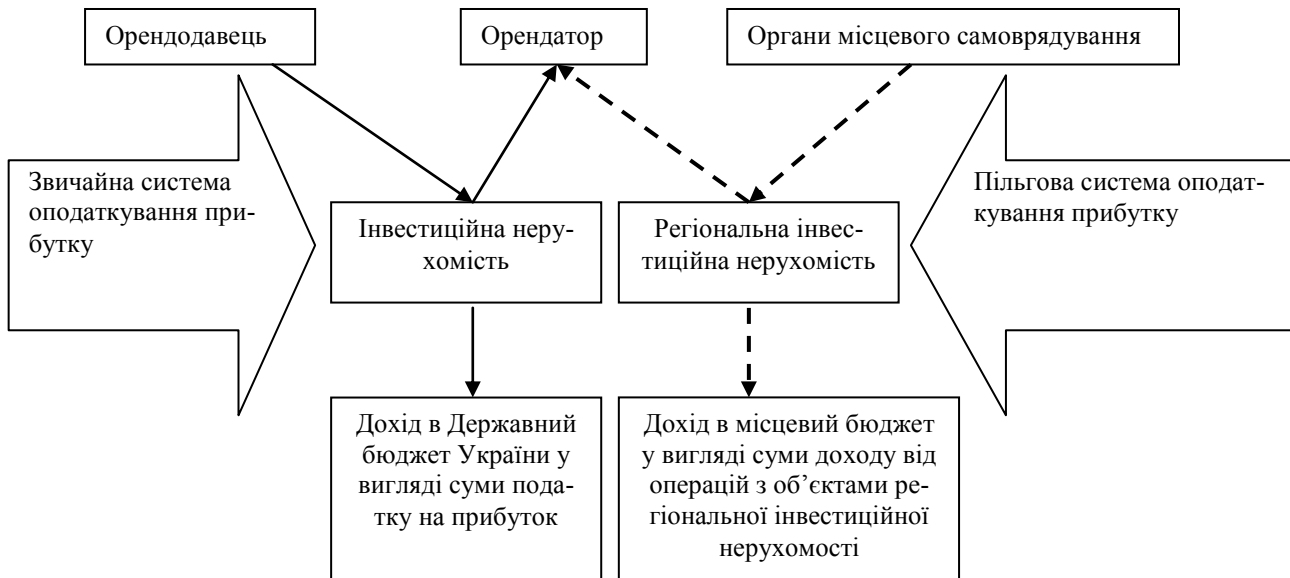 Орендодавець
Орендатор
Органи місцевого самоврядування
Звичайна система
оподаткування при-
бутку
Інвестиційна неру-
хомість
Регіональна інвес-
тиційна нерухомість
Пільгова система оподат-
кування прибутку
Дохід в Державний
бюджет України у
вигляді суми пода-
тку на прибуток
Дохід в місцевий бюджет
у вигляді суми доходу від
операцій з об’єктами ре-
гіональної інвестиційної
нерухомості